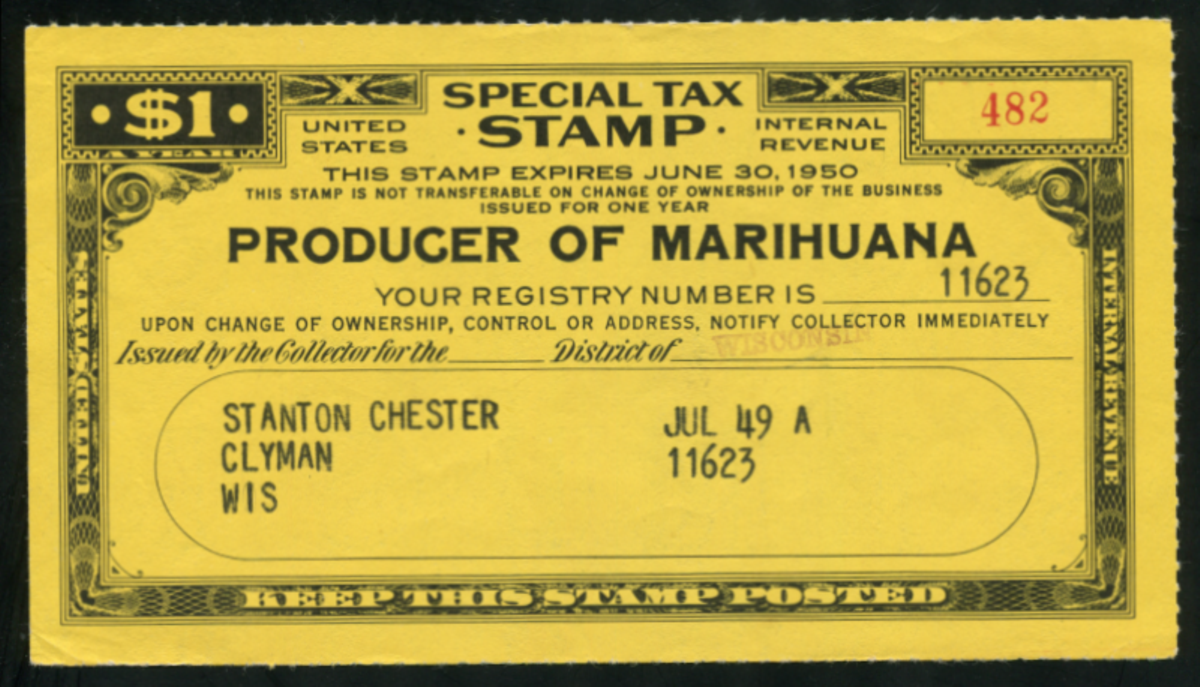 $1
A YEAR
UNITED STATES
SPECIAL TAX
· STAMP ·
INTERNAL REVENUE
482
THIS STAMP EXPIRES JUNE 30, 1950
THIS STAMP IS NOT TRANSFERABLE ON CHANGE OF OWNERSHIP OF THE BUSINESS
ISSUED FOR ONE YEAR
PRODUCER OF MARIHUANA
YOUR REGISTRY NUMBER IS 11623
UPON CHANGE OF OWNERSHIP, CONTROL OR ADDRESS, NOTIFY COLLECTOR IMMEDIATELY
Issued by the Collector for the District of WISCONSIN
STANTON CHESTER JUL 49 A
CLYMAN 11623
WIS
UNITED STATES
INTERNAL REVENUE
KEEP THIS STAMP POSTED